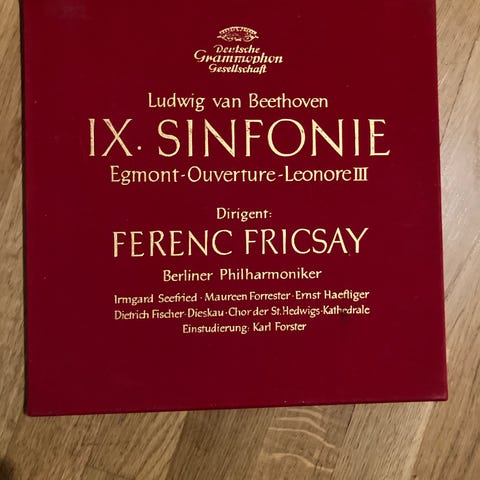 Deutsche
Grammophon
Gesellschaft
Ludwig van Beethoven
IX. SINFONIE
Egmont-Ouverture-Leonore III
Dirigent:
FERENC FRICSAY
Berliner Philharmoniker
Irmgard Seefried · Maureen Forrester · Ernst Haefliger
Dietrich Fischer-Dieskau · Chor der St. Hedwigs-Kathedrale
Einstudierung: Karl Forster